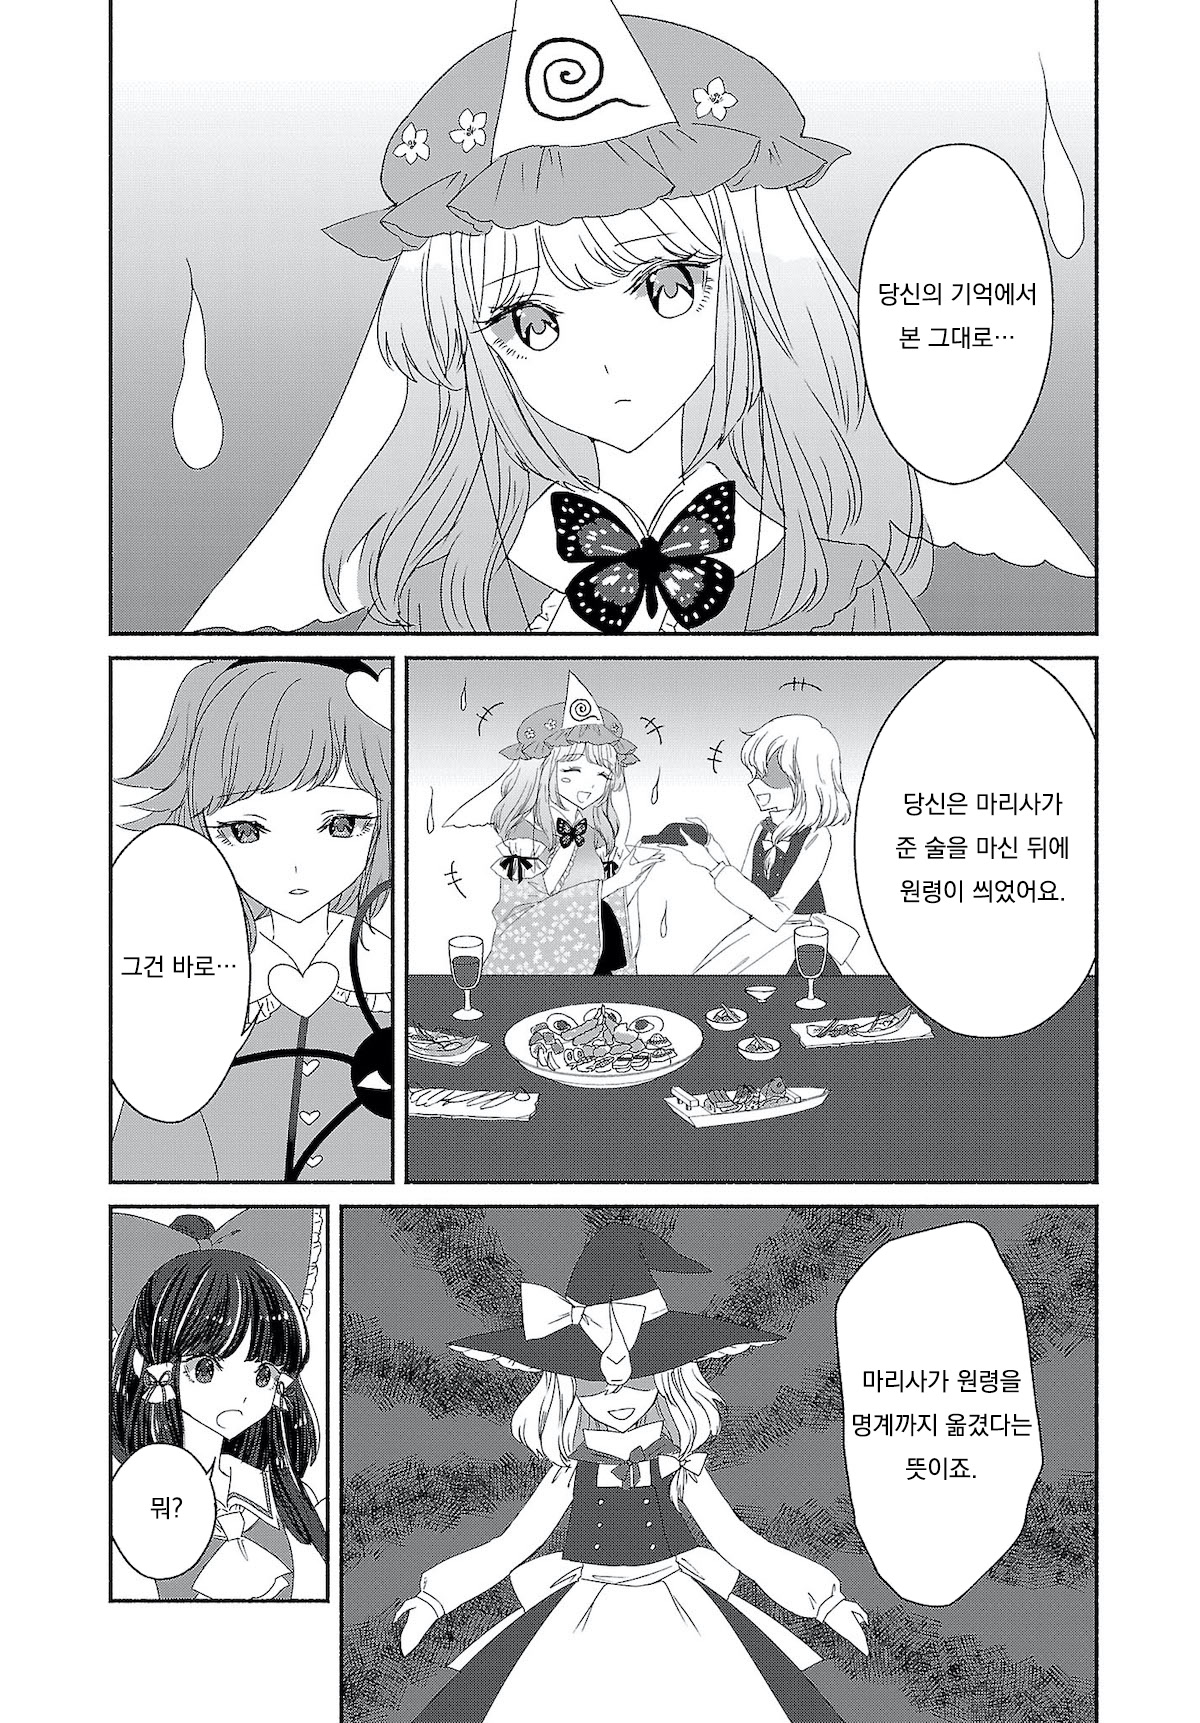 당신의 기억에서
본 그대로…
당신은 마리사가
준 술을 마신 뒤에
원령이 씌었어요.
그건 바로…
마리사가 원령을
명계까지 옮겼다는
뜻이죠.
뭐?